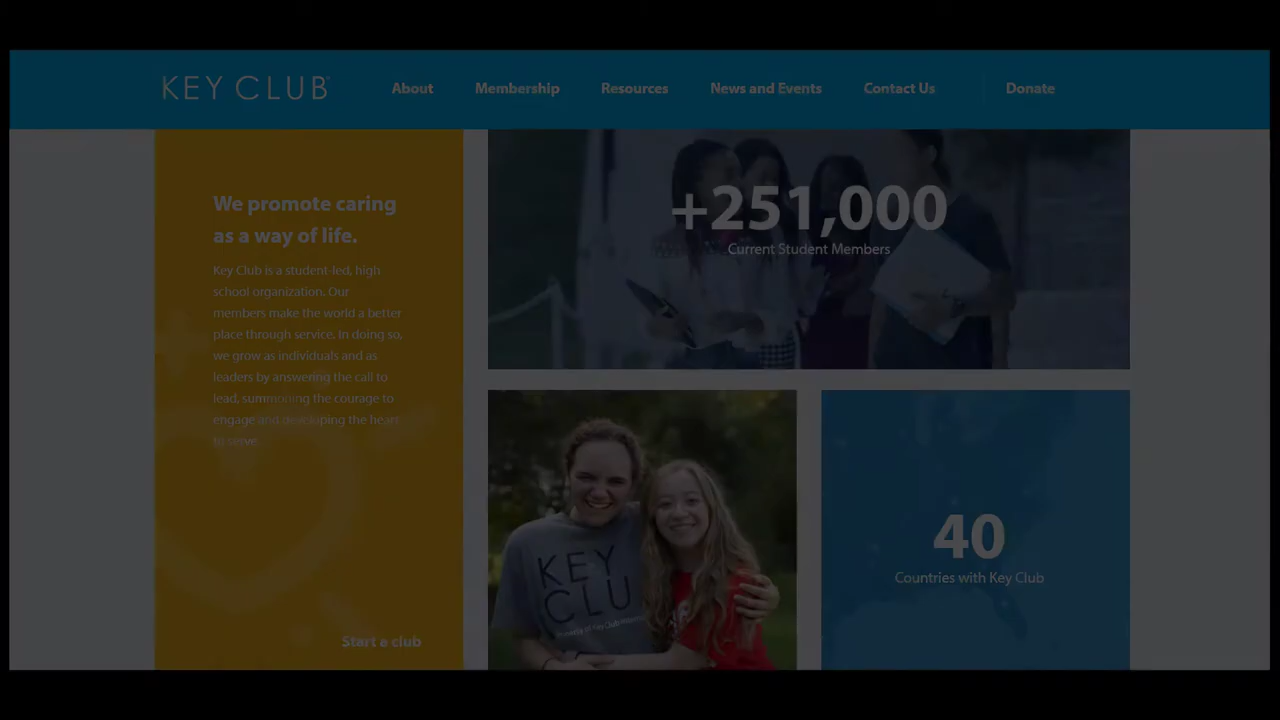 KEY CLUB
About
Membership
Resources
News and Events
Contact Us
Donate
We promote caring
as a way of life.
Key Club is a student-led, high
school organization. Our
members make the world a better
place through service. In doing so,
we grow as individuals and as
leaders by answering the call to
lead, summoning the courage to
engage and developing the heart
to serve.
Start a club
+251,000
Current Student Members
KEY
CLU
40
Countries with Key Club